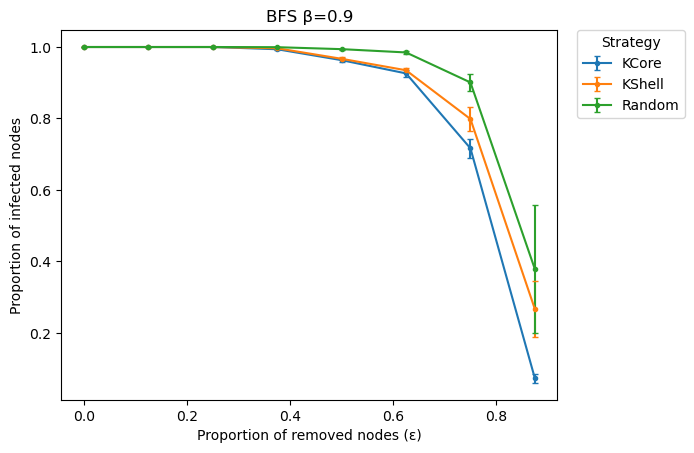 BFS β=0.9
Strategy
KCore
KShell
Random
Proportion of infected nodes
1.0
0.8
0.6
0.4
0.2
0.0
0.2
0.4
0.6
0.8
Proportion of removed nodes (ε)